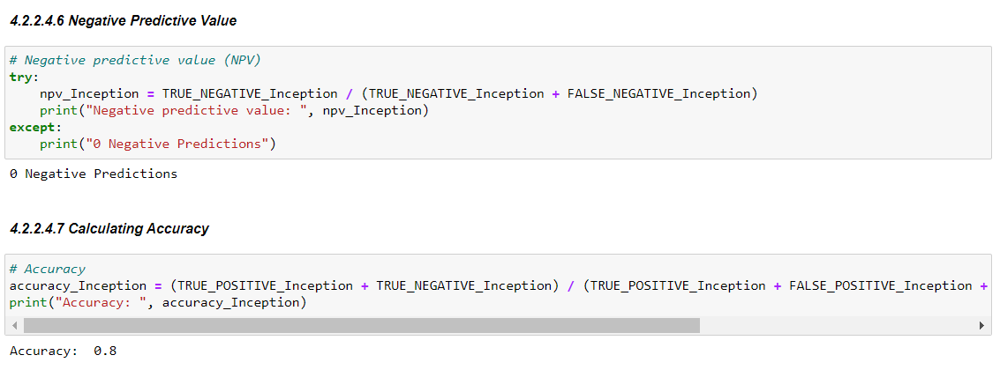 4.2.2.4.6 Negative Predictive Value
# Negative predictive value (NPV)
try:
    npv_Inception = TRUE_NEGATIVE_Inception / (TRUE_NEGATIVE_Inception + FALSE_NEGATIVE_Inception)
    print("Negative predictive value: ", npv_Inception)
except:
    print("0 Negative Predictions")
0 Negative Predictions
4.2.2.4.7 Calculating Accuracy
# Accuracy
accuracy_Inception = (TRUE_POSITIVE_Inception + TRUE_NEGATIVE_Inception) / (TRUE_POSITIVE_Inception + FALSE_POSITIVE_Inception +
print("Accuracy: ", accuracy_Inception)
Accuracy:  0.8